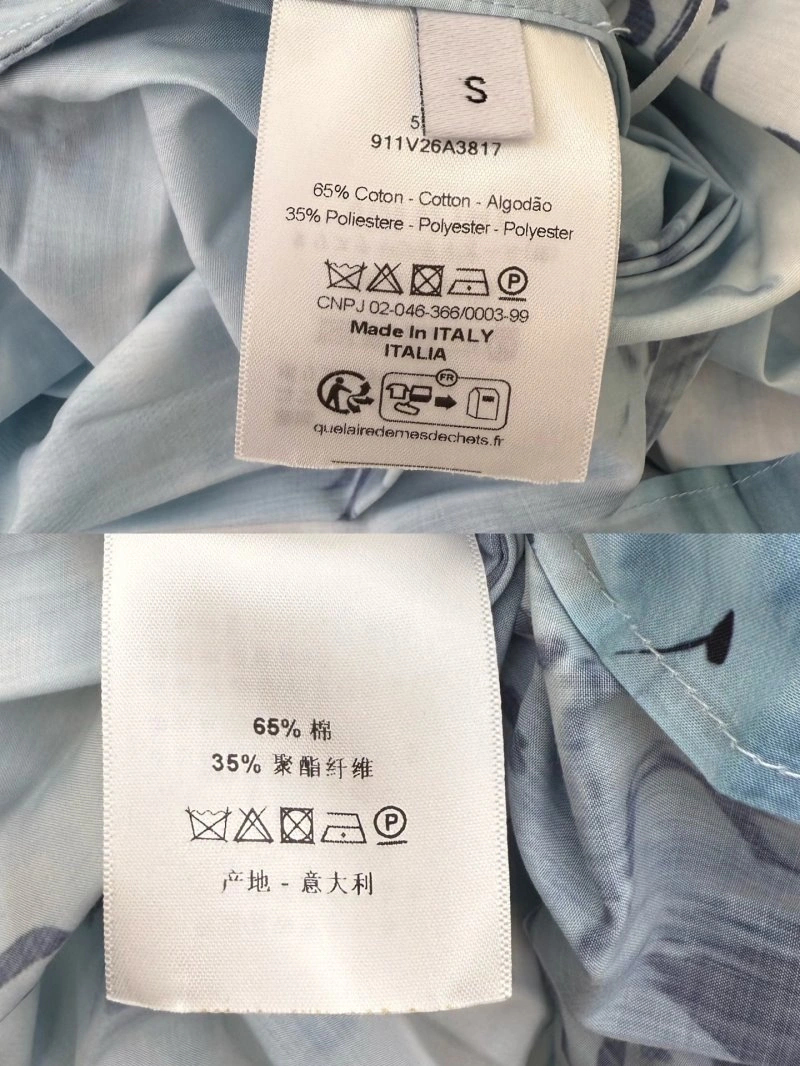 S
5
911V26A3817
65% Coton - Cotton - Algodão
35% Poliestere - Polyester - Polyester
P
CNPJ 02-046-366/0003-99
Made In ITALY
ITALIA
FR
quelairedemesdechets.fr
65% 棉
35% 聚酯纤维
P
产地 - 意大利